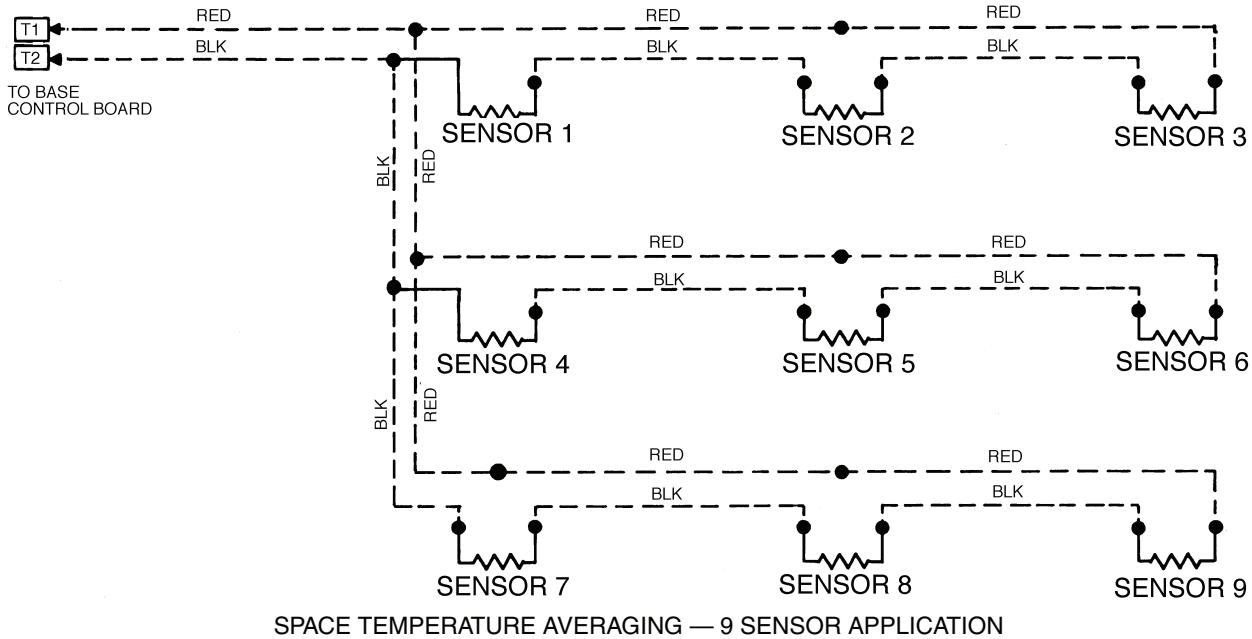 T1
RED
RED
RED
T2
BLK
BLK
BLK
TO BASE
CONTROL BOARD
SENSOR 1
SENSOR 2
SENSOR 3
BLK
RED
RED
RED
BLK
BLK
SENSOR 4
SENSOR 5
SENSOR 6
BLK
RED
RED
RED
BLK
BLK
SENSOR 7
SENSOR 8
SENSOR 9
SPACE TEMPERATURE AVERAGING — 9 SENSOR APPLICATION